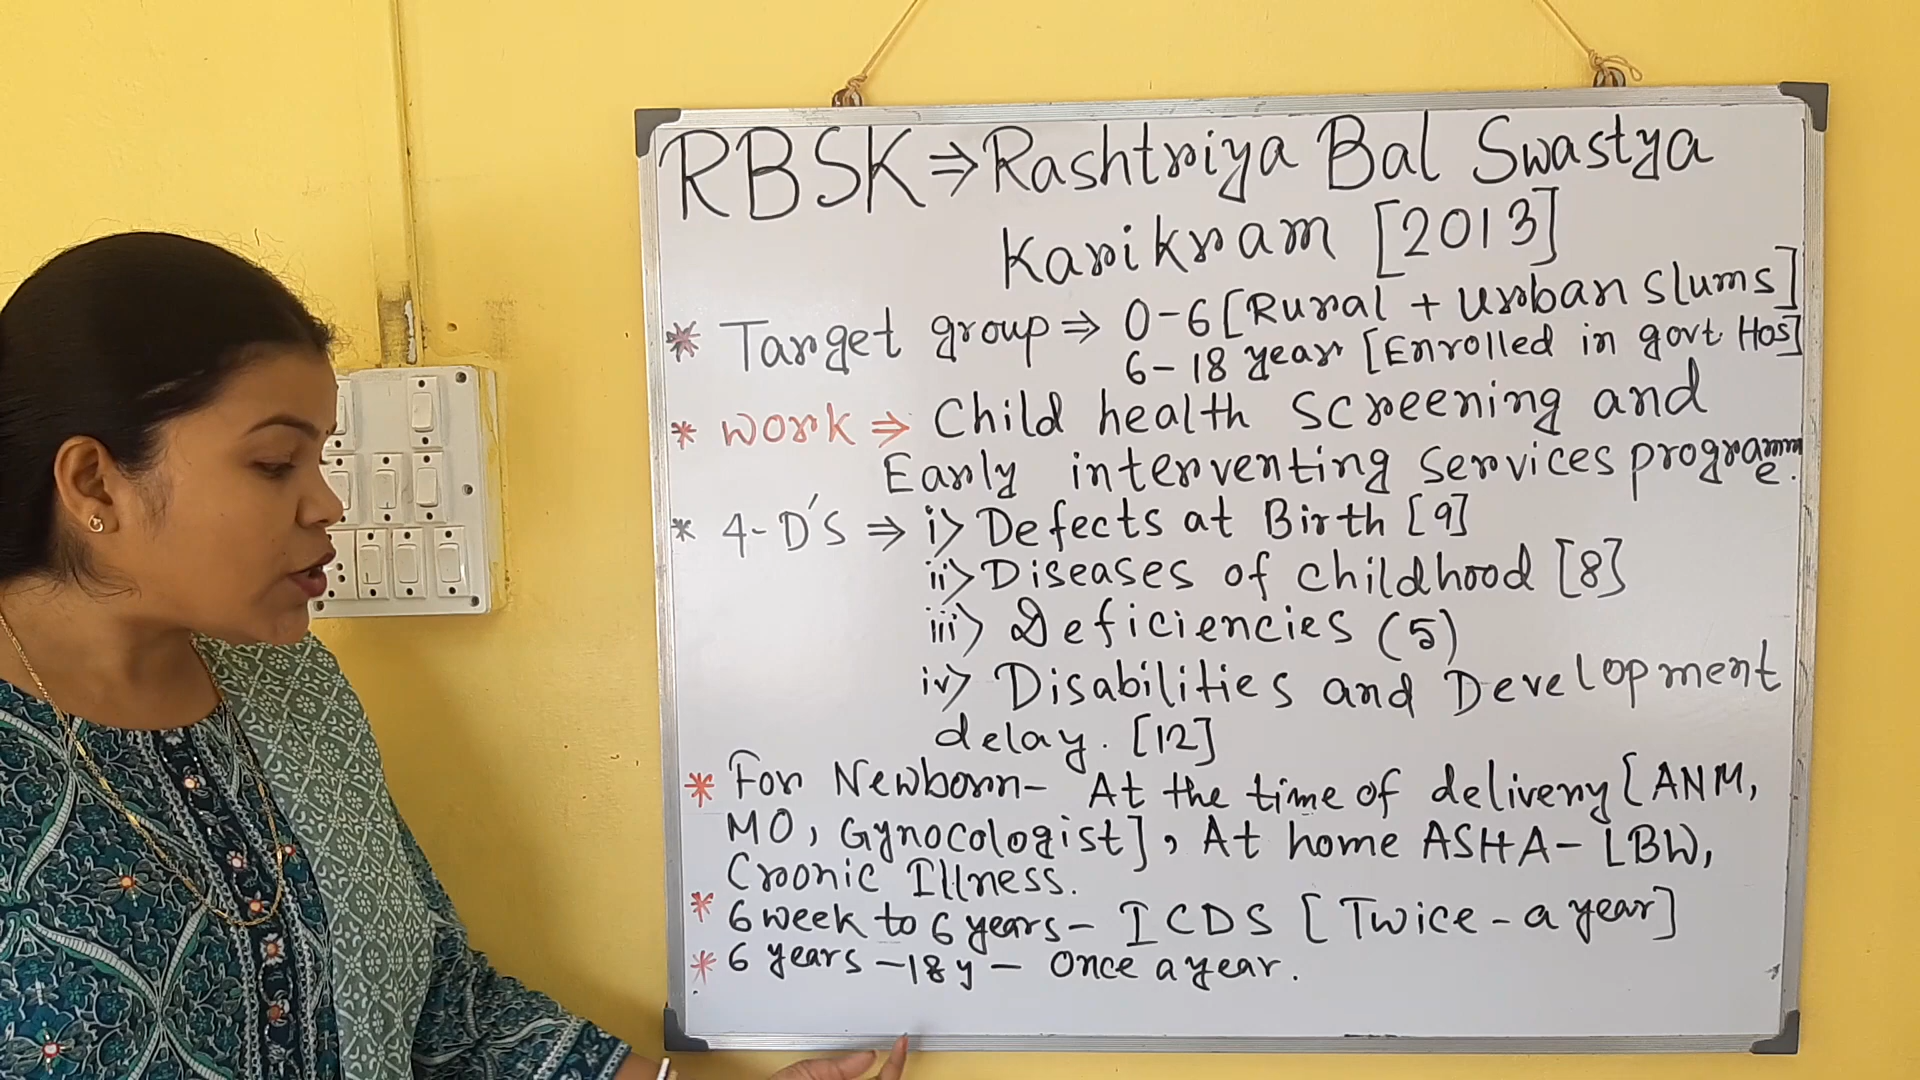 RBSK ⇒ Rashtriya Bal Swastya
Karikram [2013]
* Target group ⇒ 0-6 [Rural + Urban slums]
6-18 year [Enrolled in govt. Hos]
* Work ⇒ Child health Screening and
Early interventing Services programme.
* 4-D'S ⇒ i) Defects at Birth [9]
ii) Diseases of childhood [8]
iii) Deficiencies (5)
iv) Disabilities and Development
delay. [12]
* For Newborn- At the time of delivery [ANM,
MO, Gynocologist], At home ASHA- LBW,
Cronic Illness.
* 6 week to 6 years- ICDS [Twice-a year]
* 6 years -18 y - Once a year.